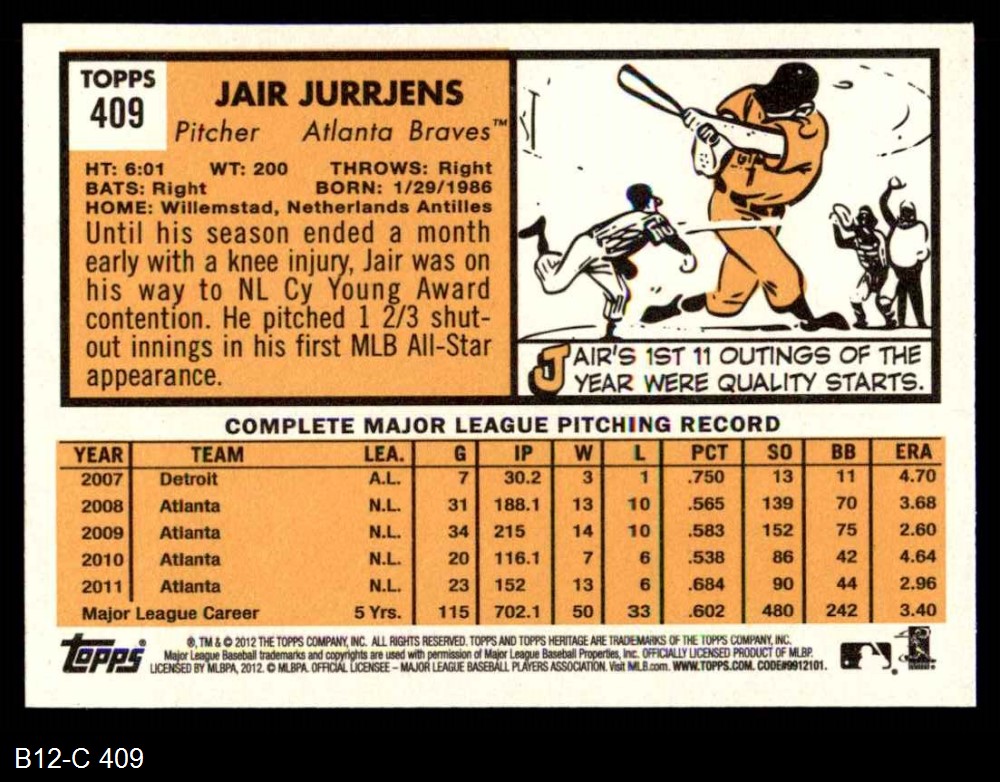 TOPPS
409
JAIR JURRJENS
Pitcher Atlanta Braves™
HT: 6:01 WT: 200 THROWS: Right
BATS: Right BORN: 1/29/1986
HOME: Willemstad, Netherlands Antilles
Until his season ended a month
early with a knee injury, Jair was on
his way to NL Cy Young Award
contention. He pitched 1 2/3 shut-
out innings in his first MLB All-Star
appearance.
JAIR'S 1ST 11 OUTINGS OF THE
YEAR WERE QUALITY STARTS.
COMPLETE MAJOR LEAGUE PITCHING RECORD
YEAR TEAM LEA. G IP W L PCT SO BB ERA
2007 Detroit A.L. 7 30.2 3 1 .750 13 11 4.70
2008 Atlanta N.L. 31 188.1 13 10 .565 139 70 3.68
2009 Atlanta N.L. 34 215 14 10 .583 152 75 2.60
2010 Atlanta N.L. 20 116.1 7 6 .538 86 42 4.64
2011 Atlanta N.L. 23 152 13 6 .684 90 44 2.96
Major League Career 5 Yrs. 115 702.1 50 33 .602 480 242 3.40
Topps®
®, TM & © 2012 THE TOPPS COMPANY, INC. ALL RIGHTS RESERVED. TOPPS AND TOPPS HERITAGE ARE TRADEMARKS OF THE TOPPS COMPANY, INC.
Major League Baseball trademarks and copyrights are used with permission of Major League Baseball Properties, Inc. OFFICIALLY LICENSED PRODUCT OF MLBP.
LICENSED BY MLBPA, 2012. © MLBPA. OFFICIAL LICENSEE – MAJOR LEAGUE BASEBALL PLAYERS ASSOCIATION. Visit MLB.com. WWW.TOPPS.COM. CODE#9912101.
B12-C 409